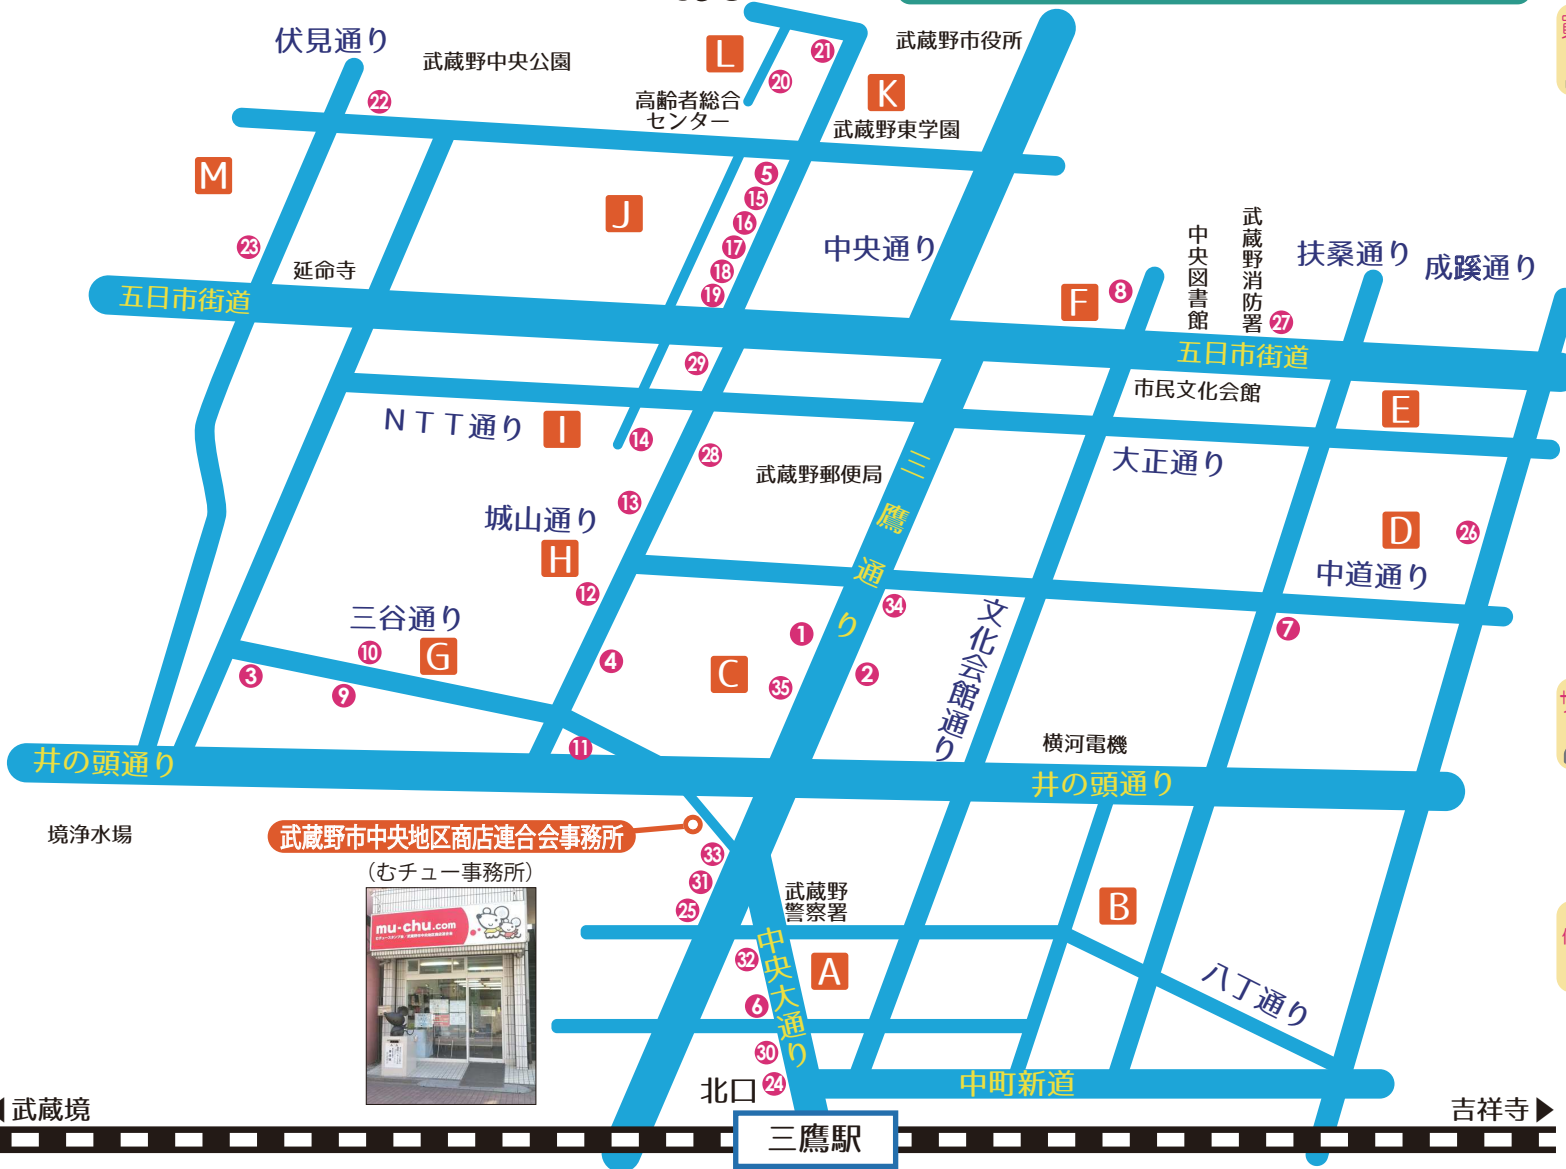 伏見通り
武蔵野中央公園
L
21
武蔵野市役所
20
22
高齢者総合
センター
K
武蔵野東学園
M
5
15
J
16
17
18
19
中央通り
23
延命寺
五日市街道
F
8
中央図書館
武蔵野消防署
27
扶桑通り
成蹊通り
五日市街道
29
市民文化会館
E
NTT通り
I
14
28
三鷹通り
大正通り
武蔵野郵便局
城山通り
13
H
D
26
中道通り
12
34
三谷通り
10
G
1
文化会館通り
7
3
9
4
C
35
2
11
横河電機
井の頭通り
井の頭通り
境浄水場
武蔵野市中央地区商店連合会事務所
(むチュー事務所)
mu-chu.com
33
31
25
武蔵野
警察署
B
中央大通り
32
A
6
八丁通り
30
北口
24
中町新道
武蔵境
吉祥寺
三鷹駅